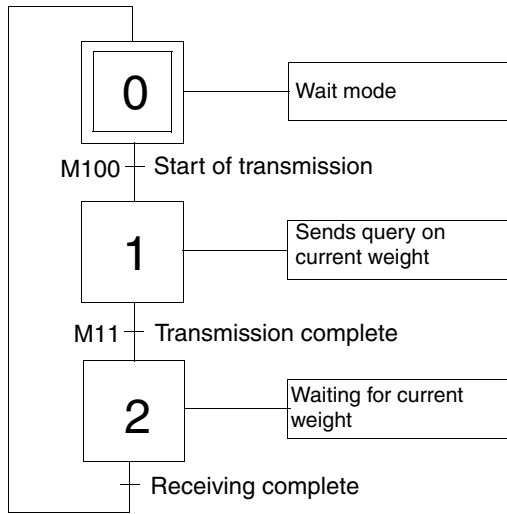 0
Wait mode
M100
Start of transmission
1
Sends query on
current weight
M11
Transmission complete
2
Waiting for current
weight
Receiving complete